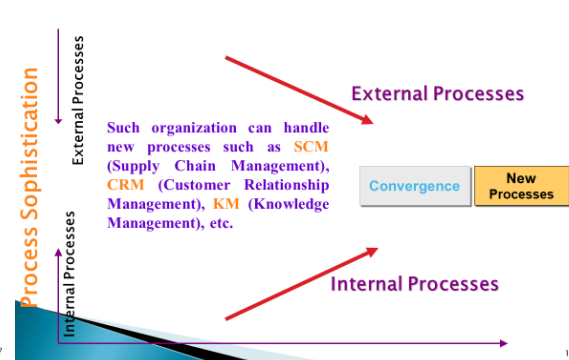 Process Sophistication
External Processes
Internal Processes
Such organization can handle
new processes such as SCM
(Supply Chain Management),
CRM (Customer Relationship
Management), KM (Knowledge
Management), etc.
External Processes
Convergence
New
Processes
Internal Processes